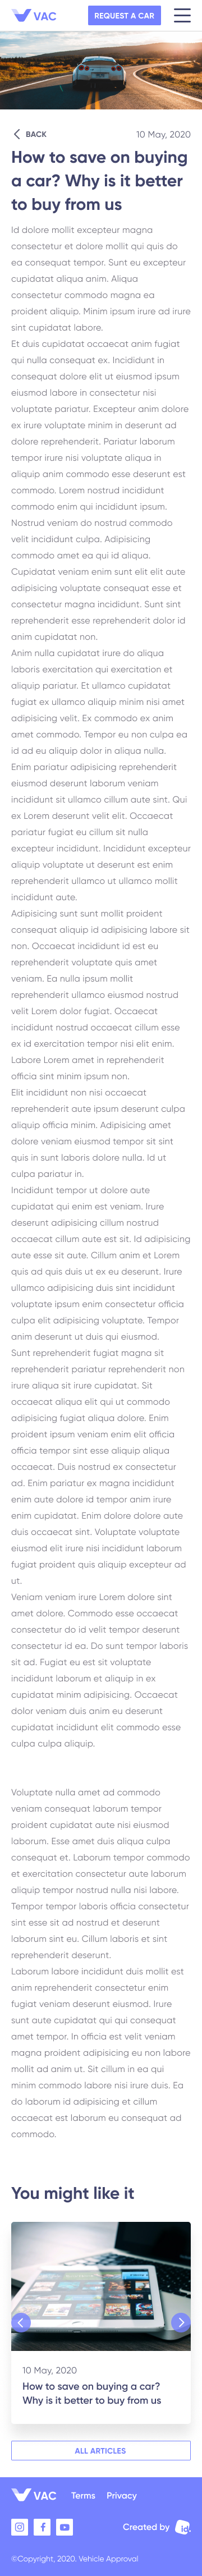 VAC
REQUEST A CAR
BACK
10 May, 2020
How to save on buying
a car? Why is it better
to buy from us
Id dolore mollit excepteur magna
consectetur et dolore mollit qui quis do
ea consequat tempor. Sunt eu excepteur
cupidatat aliqua anim. Aliqua
consectetur commodo magna ea
proident aliquip. Minim ipsum irure ad irure
sint cupidatat labore.
Et duis cupidatat occaecat anim fugiat
qui nulla consequat ex. Incididunt in
consequat dolore elit ut eiusmod ipsum
eiusmod labore in consectetur nisi
voluptate pariatur. Excepteur anim dolore
ex irure voluptate minim in deserunt ad
dolore reprehenderit. Pariatur laborum
tempor irure nisi voluptate aliqua in
aliquip anim commodo esse deserunt est
commodo. Lorem nostrud incididunt
commodo enim qui incididunt ipsum.
Nostrud veniam do nostrud commodo
velit incididunt culpa. Adipisicing
commodo amet ea qui id aliqua.
Cupidatat veniam enim sunt elit elit aute
adipisicing voluptate consequat esse et
consectetur magna incididunt. Sunt sint
reprehenderit esse reprehenderit dolor id
anim cupidatat non.
Anim nulla cupidatat irure do aliqua
laboris exercitation qui exercitation et
aliquip pariatur. Et ullamco cupidatat
fugiat ex ullamco aliquip minim nisi amet
adipisicing velit. Ex commodo ex anim
amet commodo. Tempor eu non culpa ea
id ad eu aliquip dolor in aliqua nulla.
Enim pariatur adipisicing reprehenderit
eiusmod deserunt laborum veniam
incididunt sit ullamco cillum aute sint. Qui
ex Lorem deserunt velit elit. Occaecat
pariatur fugiat eu cillum sit nulla
excepteur incididunt. Incididunt excepteur
aliquip voluptate ut deserunt est enim
reprehenderit ullamco ut ullamco mollit
incididunt aute.
Adipisicing sunt sunt mollit proident
consequat aliquip id adipisicing labore sit
non. Occaecat incididunt id est eu
reprehenderit voluptate quis amet
veniam. Ea nulla ipsum mollit
reprehenderit ullamco eiusmod nostrud
velit Lorem dolor fugiat. Occaecat
incididunt nostrud occaecat cillum esse
ex id exercitation tempor nisi elit enim.
Labore Lorem amet in reprehenderit
officia sint minim ipsum non.
Elit incididunt non nisi occaecat
reprehenderit aute ipsum deserunt culpa
aliquip officia minim. Adipisicing amet
dolore veniam eiusmod tempor sit sint
quis in sunt laboris dolore nulla. Id ut
culpa pariatur in.
Incididunt tempor ut dolore aute
cupidatat qui enim est veniam. Irure
deserunt adipisicing cillum nostrud
occaecat cillum aute est sit. Id adipisicing
aute esse sit aute. Cillum anim et Lorem
quis ad quis duis ut ex eu deserunt. Irure
ullamco adipisicing duis sint incididunt
voluptate ipsum enim consectetur officia
culpa elit adipisicing voluptate. Tempor
anim deserunt ut duis qui eiusmod.
Sunt reprehenderit fugiat magna sit
reprehenderit pariatur reprehenderit non
irure aliqua sit irure cupidatat. Sit
occaecat aliqua elit qui ut commodo
adipisicing fugiat aliqua dolore. Enim
proident ipsum veniam enim elit officia
officia tempor sint esse aliquip aliqua
occaecat. Duis nostrud ex consectetur
ad. Enim pariatur ex magna incididunt
enim aute dolore id tempor anim irure
enim cupidatat. Enim dolore dolore aute
duis occaecat sint. Voluptate voluptate
eiusmod elit irure nisi incididunt laborum
fugiat proident quis aliquip excepteur ad
ut.
Veniam veniam irure Lorem dolore sint
amet dolore. Commodo esse occaecat
consectetur do id velit tempor deserunt
consectetur id ea. Do sunt tempor laboris
sit ad. Fugiat eu est sit voluptate
incididunt laborum et aliquip in ex
cupidatat minim adipisicing. Occaecat
dolor veniam duis anim eu deserunt
cupidatat incididunt elit commodo esse
culpa culpa aliquip.
Voluptate nulla amet ad commodo
veniam consequat laborum tempor
proident cupidatat aute nisi eiusmod
laborum. Esse amet duis aliqua culpa
consequat et. Laborum tempor commodo
et exercitation consectetur aute laborum
aliquip tempor nostrud nulla nisi labore.
Tempor tempor laboris officia consectetur
sint esse sit ad nostrud et deserunt
laborum sint eu. Cillum laboris et sint
reprehenderit deserunt.
Laborum labore incididunt duis mollit est
anim reprehenderit consectetur enim
fugiat veniam deserunt eiusmod. Irure
sunt aute cupidatat qui qui consequat
amet tempor. In officia est velit veniam
magna proident adipisicing eu non labore
mollit ad anim ut. Sit cillum in ea qui
minim commodo labore nisi irure duis. Ea
do laborum id adipisicing et cillum
occaecat est laborum eu consequat ad
commodo.
You might like it
10 May, 2020
How to save on buying a car?
Why is it better to buy from us
ALL ARTICLES
VAC
Terms
Privacy
Created by
id.
©Copyright, 2020. Vehicle Approval